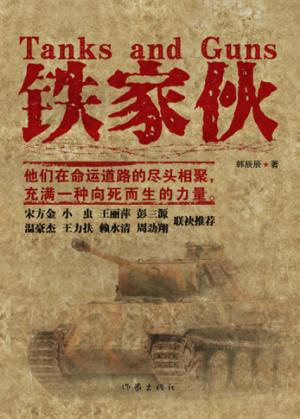 Tanks and Guns
铁家伙
韩辰辰★著
他们在命运道路的尽头相聚，
充满一种向死而生的力量。
宋方金 小 虫 王丽萍 彭三源
温豪杰 王力扶 赖水清 周劲翔 联袂推荐
作家出版社